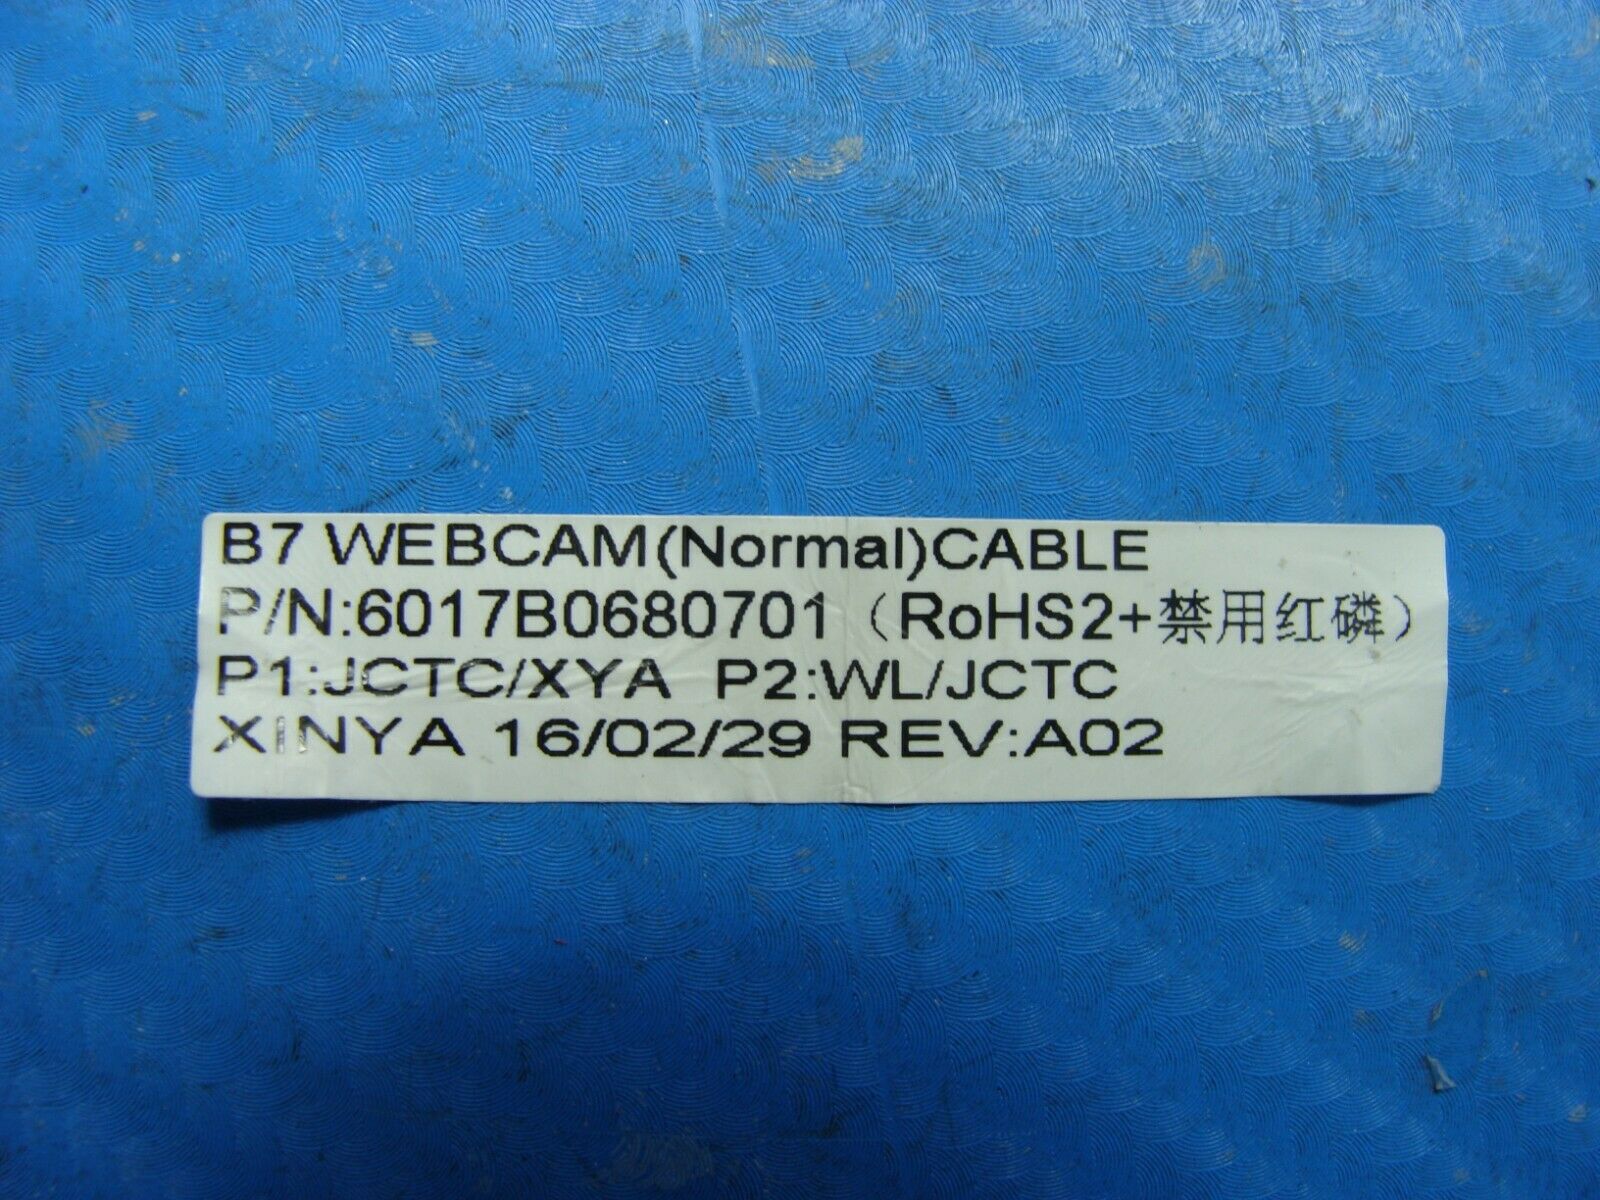 B7 WEBCAM(Normal)CABLE
P/N:6017B0680701（RoHS2+禁用红磷）
P1:JCTC/XYA P2:WL/JCTC
XINYA 16/02/29 REV:A02